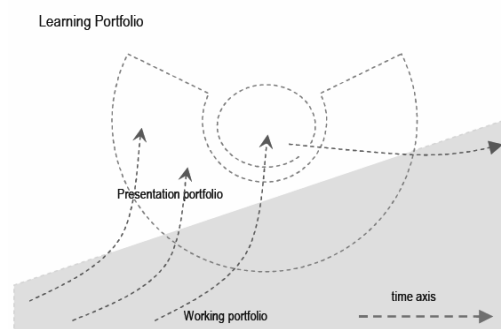 Learning Portfolio
Presentation portfolio
time axis
Working portfolio